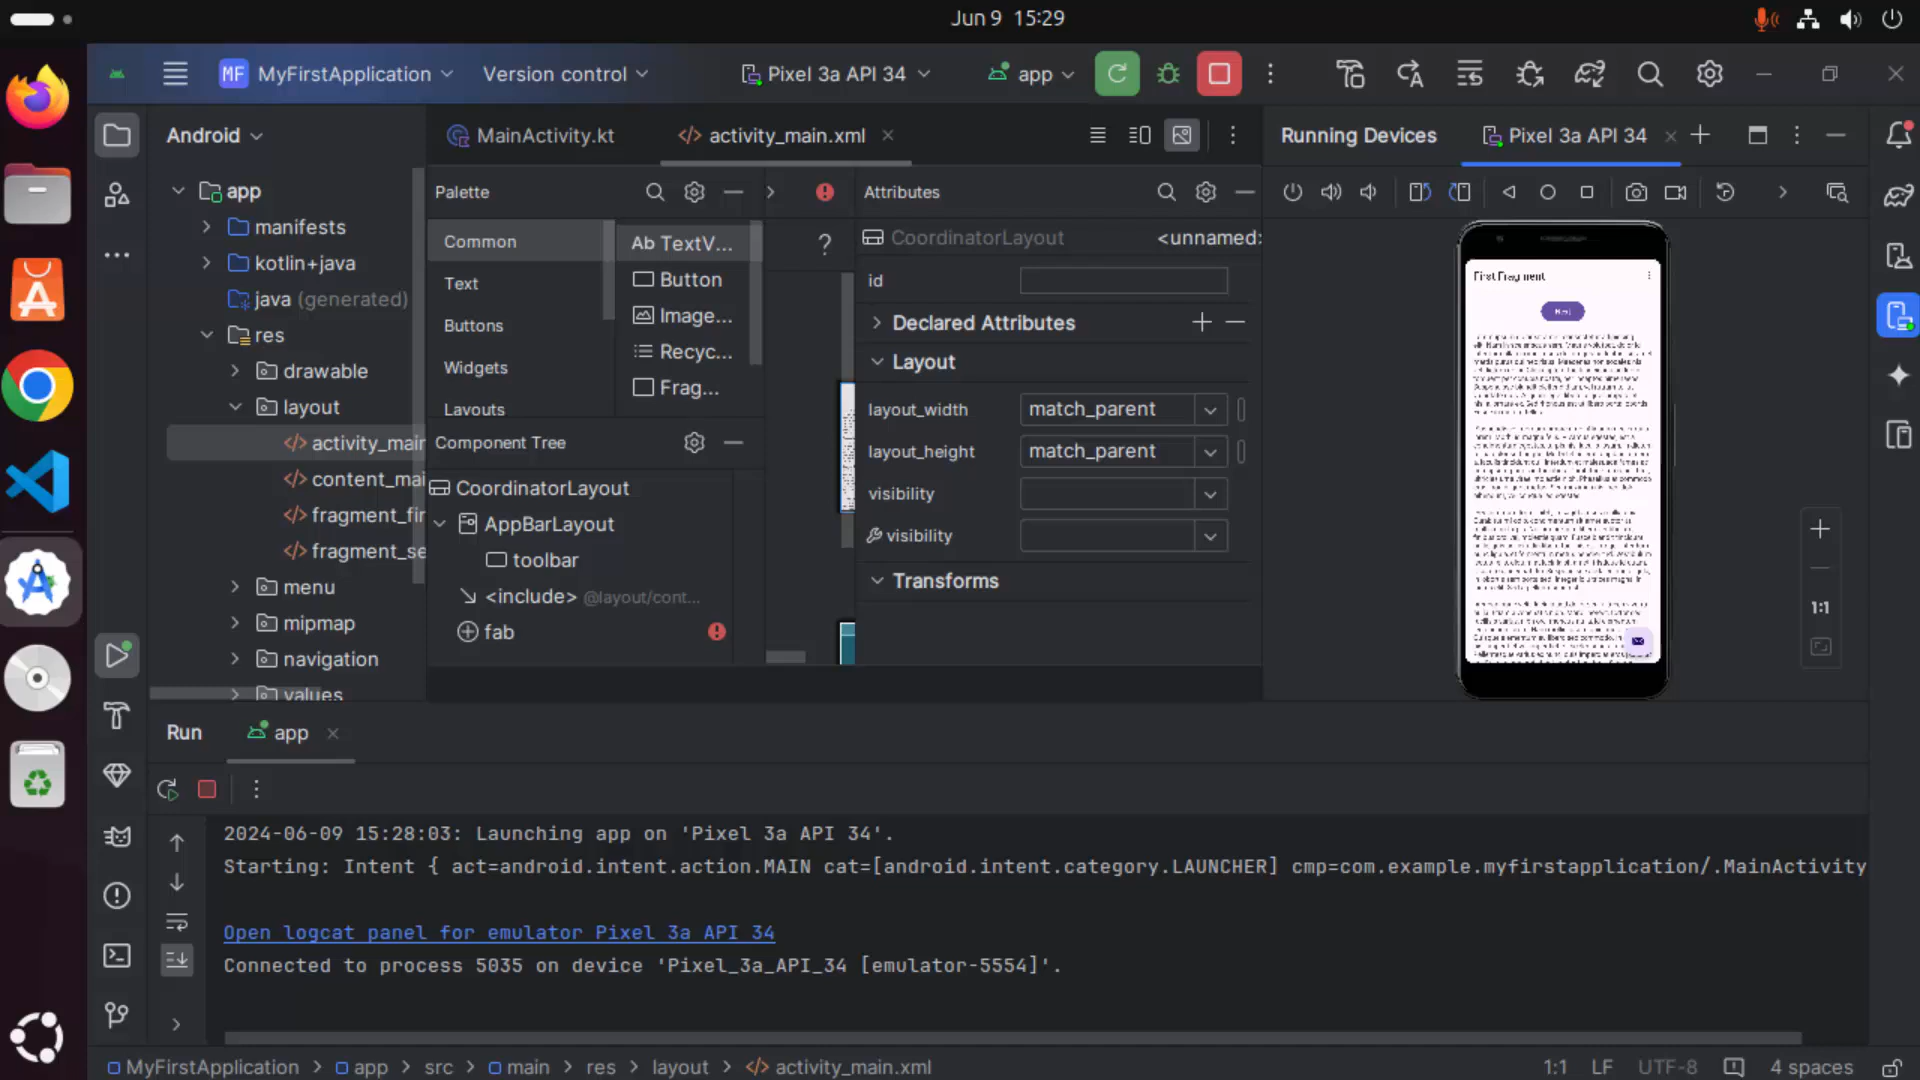 Jun 9 15:29
MF MyFirstApplication
Version control
Pixel 3a API 34
app
Android
app
manifests
kotlin+java
java (generated)
res
drawable
layout
activity_mair
content_mai
fragment_fir
fragment_se
menu
mipmap
navigation
values
MainActivity.kt
activity_main.xml
Palette
Common
Text
Buttons
Widgets
Layouts
Ab TextV...
Button
Image...
Recyc...
Frag...
Component Tree
CoordinatorLayout
AppBarLayout
toolbar
<include> @layout/cont...
fab
?
Attributes
CoordinatorLayout <unnamed>
id
Declared Attributes
Layout
layout_width match_parent
layout_height match_parent
visibility
visibility
Transforms
Running Devices
Pixel 3a API 34
First Fragment
Next
1:1
Run
app
2024-06-09 15:28:03: Launching app on 'Pixel 3a API 34'.
Starting: Intent { act=android.intent.action.MAIN cat=[android.intent.category.LAUNCHER] cmp=com.example.myfirstapplication/.MainActivity
Open logcat panel for emulator Pixel 3a API 34
Connected to process 5035 on device 'Pixel_3a_API_34 [emulator-5554]'.
MyFirstApplication > app > src > main > res > layout > activity_main.xml
1:1 LF UTF-8 4 spaces